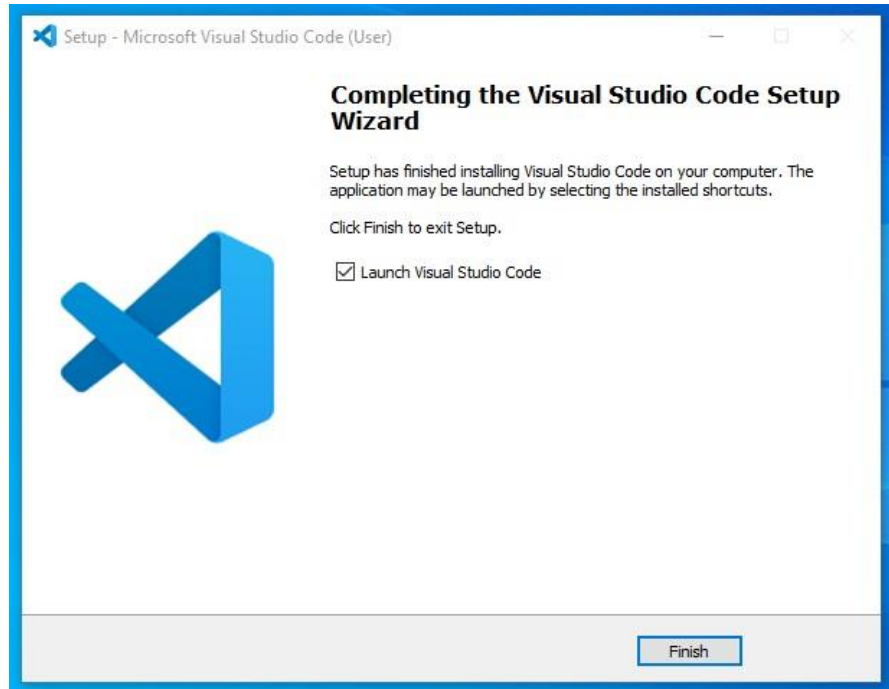 Setup - Microsoft Visual Studio Code (User)
Completing the Visual Studio Code Setup
Wizard
Setup has finished installing Visual Studio Code on your computer. The
application may be launched by selecting the installed shortcuts.
Click Finish to exit Setup.
Launch Visual Studio Code
Finish